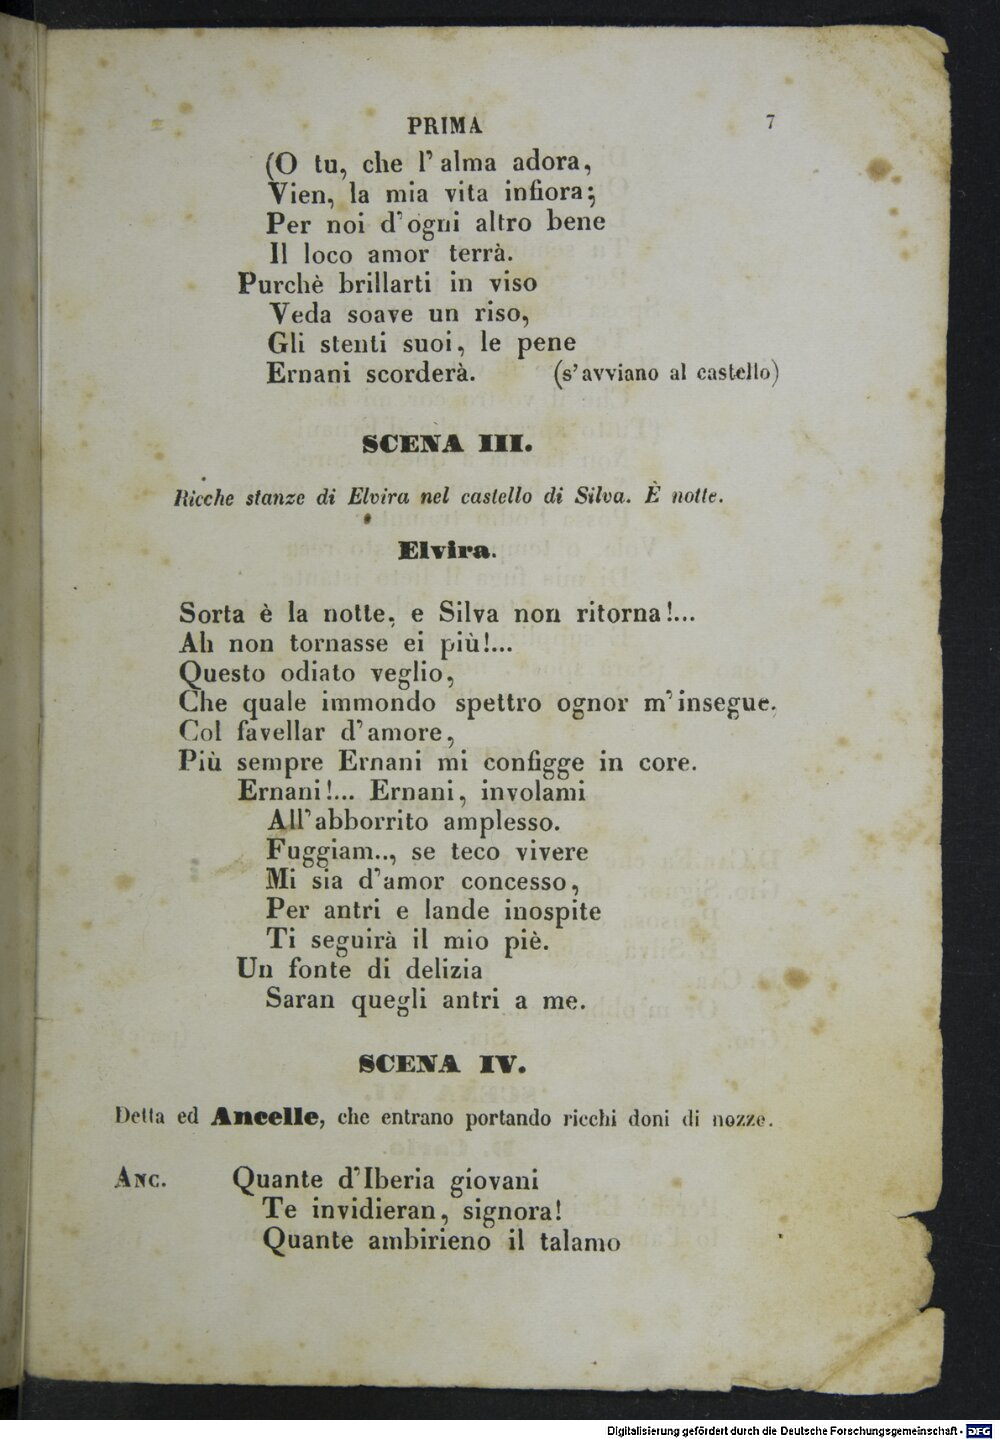 PRIMA 7
(O tu, che l'alma adora,
Vien, la mia vita infiora;
Per noi d'ogni altro bene
Il loco amor terrà.
Purchè brillarti in viso
Veda soave un riso,
Gli stenti suoi, le pene
Ernani scorderà. (s'avviano al castello)
SCENA III.
Ricche stanze di Elvira nel castello di Silva. È notte.
Elvira.
Sorta è la notte, e Silva non ritorna!...
Ah non tornasse ei più!...
Questo odiato veglio,
Che quale immondo spettro ognor m'insegue.
Col favellar d'amore,
Più sempre Ernani mi configge in core.
Ernani!... Ernani, involami
All'abborrito amplesso.
Fuggiam.., se teco vivere
Mi sia d'amor concesso,
Per antri e lande inospite
Ti seguirà il mio piè.
Un fonte di delizia
Saran quegli antri a me.
SCENA IV.
Detta ed Ancelle, che entrano portando ricchi doni di nozze.
ANC. Quante d'Iberia giovani
Te invidieran, signora!
Quante ambirieno il talamo
Digitalisierung gefördert durch die Deutsche Forschungsgemeinschaft - DFG